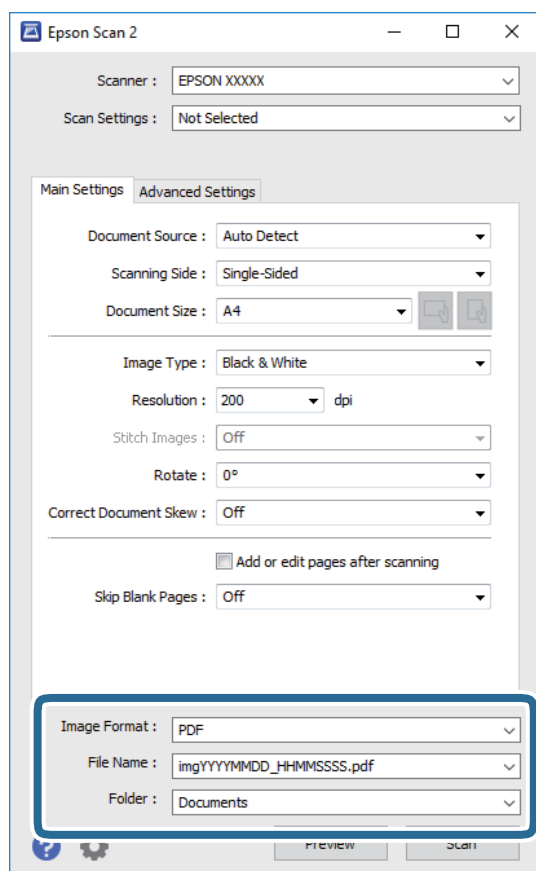 Epson Scan 2
Scanner : EPSON XXXXX
Scan Settings : Not Selected
Main Settings Advanced Settings
Document Source : Auto Detect
Scanning Side : Single-Sided
Document Size : A4
Image Type : Black & White
Resolution : 200 dpi
Stitch Images : Off
Rotate : 0°
Correct Document Skew : Off
Add or edit pages after scanning
Skip Blank Pages : Off
Image Format : PDF
File Name : imgYYYYMMDD_HHMMSSSS.pdf
Folder : Documents
? Preview Scan